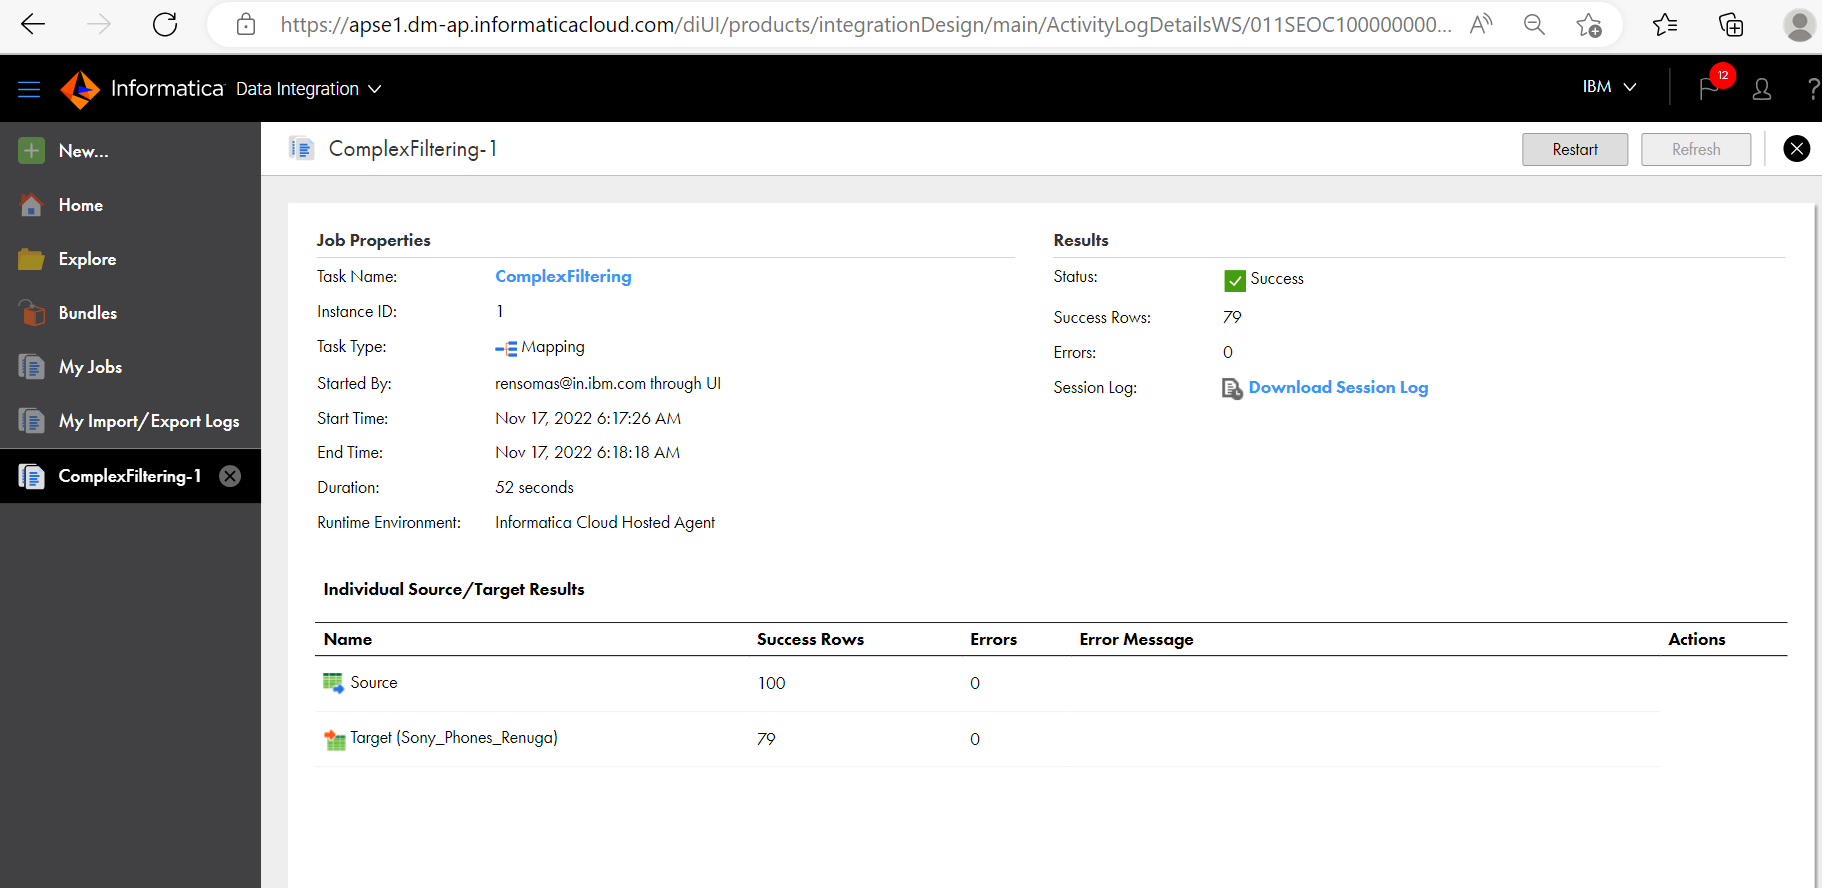 https://apse1.dm-ap.informaticacloud.com/diUI/products/integrationDesign/main/ActivityLogDetailsWS/011SEOC100000000...
Informatica Data Integration
IBM
12
?
New...
Home
Explore
Bundles
My Jobs
My Import/Export Logs
ComplexFiltering-1
ComplexFiltering-1
Restart
Refresh
Job Properties
Task Name: ComplexFiltering
Instance ID: 1
Task Type: Mapping
Started By: rensomas@in.ibm.com through UI
Start Time: Nov 17, 2022 6:17:26 AM
End Time: Nov 17, 2022 6:18:18 AM
Duration: 52 seconds
Runtime Environment: Informatica Cloud Hosted Agent
Results
Status: Success
Success Rows: 79
Errors: 0
Session Log: Download Session Log
Individual Source/Target Results
Name Success Rows Errors Error Message Actions
Source 100 0
Target (Sony_Phones_Renuga) 79 0